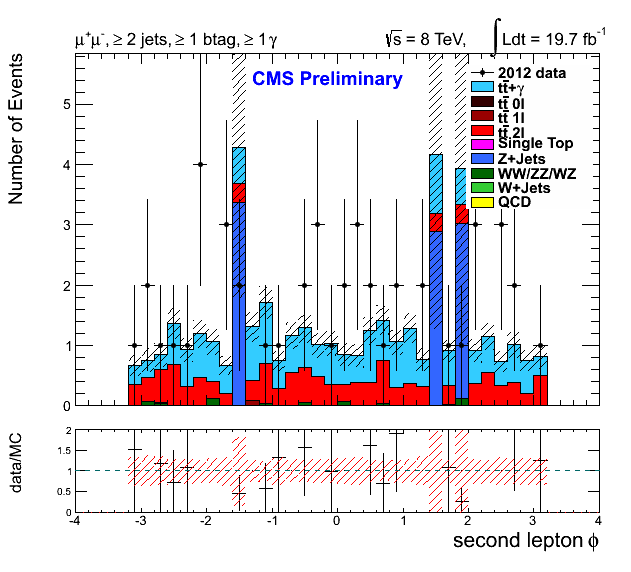 μ⁺μ⁻, ≥ 2 jets, ≥ 1 btag, ≥ 1 γ
√s = 8 TeV, ∫ Ldt = 19.7 fb⁻¹
CMS Preliminary
Number of Events
5
4
3
2
1
0
2012 data
tt̄+γ
tt̄ 0l
tt̄ 1l
tt̄ 2l
Single Top
Z+Jets
WW/ZZ/WZ
W+Jets
QCD
data/MC
2
1.5
1
0.5
0
-4 -3 -2 -1 0 1 2 3 4
second lepton ϕ